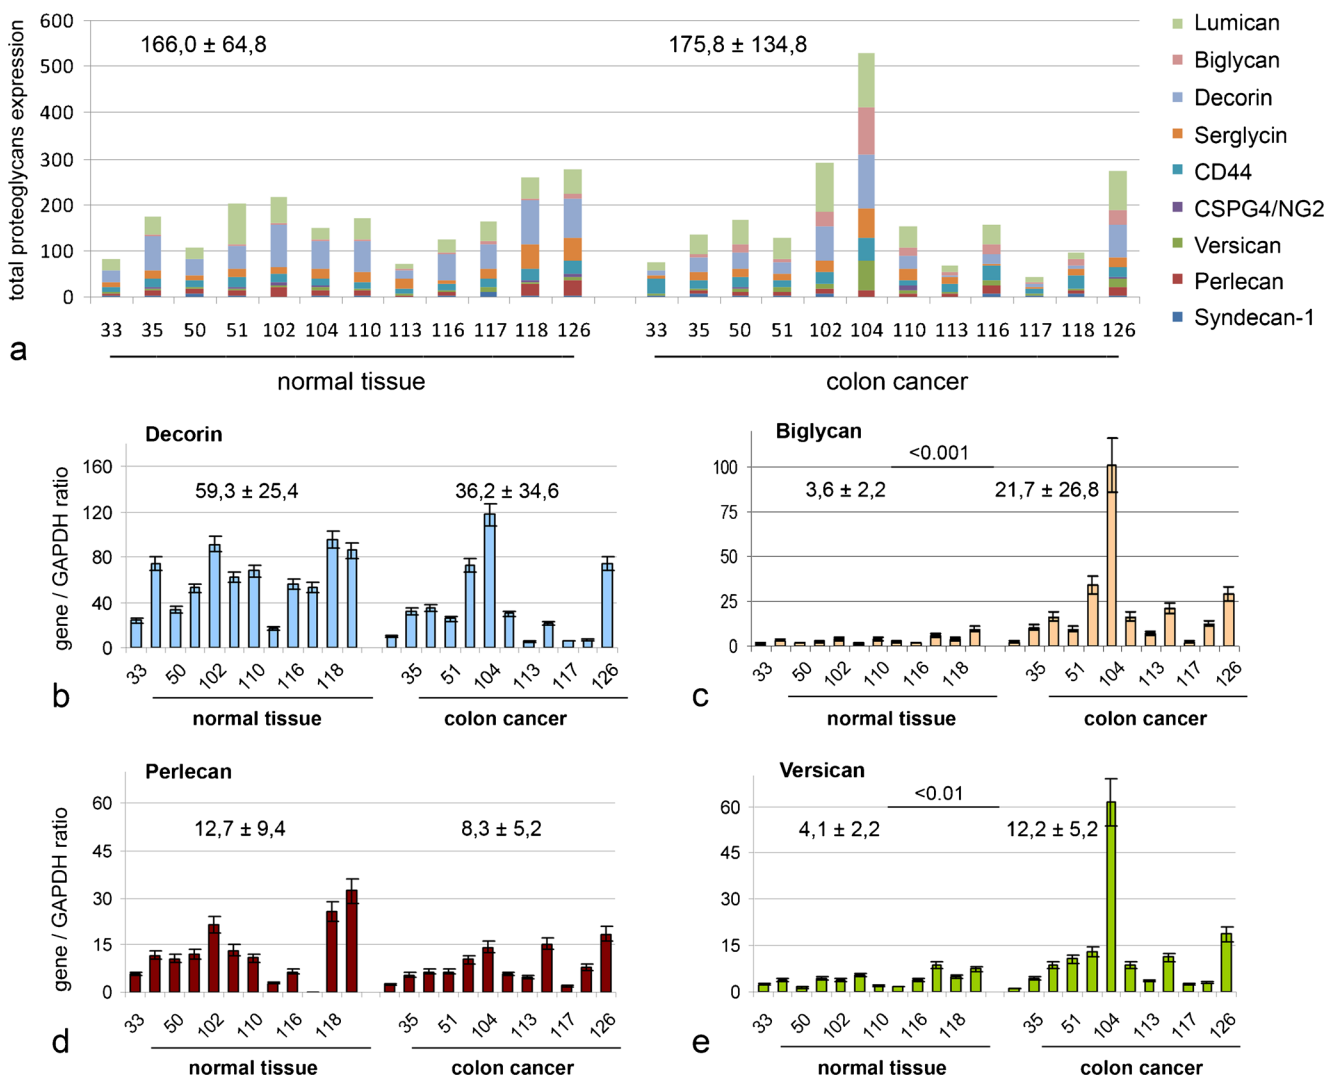 total proteoglycans expression
600
500
400
300
200
100
0
166,0 ± 64,8
175,8 ± 134,8
Lumican
Biglycan
Decorin
Serglycin
CD44
CSPG4/NG2
Versican
Perlecan
Syndecan-1
33 35 50 51 102 104 110 113 116 117 118 126
33 35 50 51 102 104 110 113 116 117 118 126
a
normal tissue
colon cancer
Decorin
gene / GAPDH ratio
160
120
80
40
0
59,3 ± 25,4
36,2 ± 34,6
33 50 102 110 116 118
35 51 104 113 117 126
b
normal tissue
colon cancer
Biglycan
<0.001
100
75
50
25
0
3,6 ± 2,2
21,7 ± 26,8
33 50 102 110 116 118
35 51 104 113 117 126
c
normal tissue
colon cancer
Perlecan
gene / GAPDH ratio
60
45
30
15
0
12,7 ± 9,4
8,3 ± 5,2
33 50 102 110 116 118
35 51 104 113 117 126
d
normal tissue
colon cancer
Versican
<0.01
60
45
30
15
0
4,1 ± 2,2
12,2 ± 5,2
33 50 102 110 116 118
35 51 104 113 117 126
e
normal tissue
colon cancer